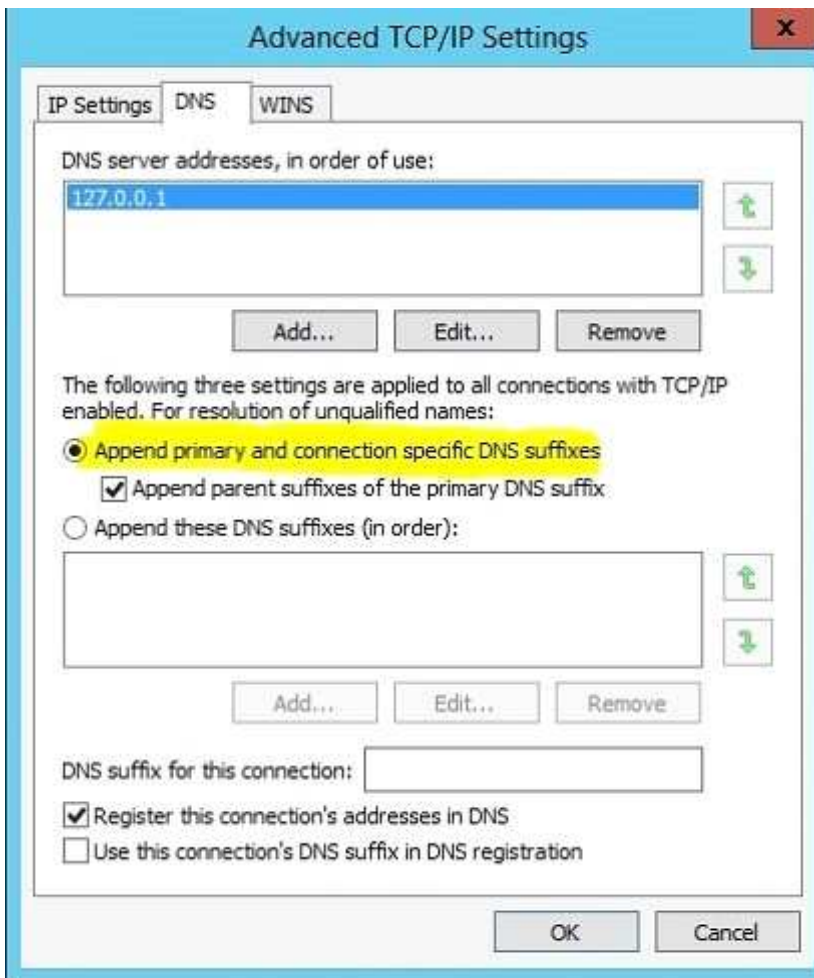 Advanced TCP/IP Settings
x
IP Settings DNS WINS
DNS server addresses, in order of use:
127.0.0.1
Add... Edit... Remove
The following three settings are applied to all connections with TCP/IP
enabled. For resolution of unqualified names:
Append primary and connection specific DNS suffixes
Append parent suffixes of the primary DNS suffix
Append these DNS suffixes (in order):
Add... Edit... Remove
DNS suffix for this connection:
Register this connection's addresses in DNS
Use this connection's DNS suffix in DNS registration
OK Cancel